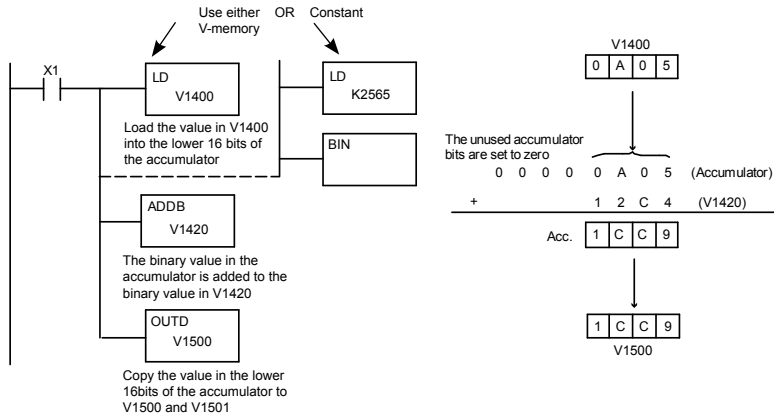 Use either OR Constant
V-memory
X1
LD
V1400
LD
K2565
Load the value in V1400
into the lower 16 bits of
the accumulator
BIN
ADDB
V1420
The binary value in the
accumulator is added to the
binary value in V1420
OUTD
V1500
Copy the value in the lower
16bits of the accumulator to
V1500 and V1501
V1400
0 A 0 5
The unused accumulator
bits are set to zero
0 0 0 0 0 A 0 5 (Accumulator)
+ 1 2 C 4 (V1420)
Acc. 1 C C 9
1 C C 9
V1500